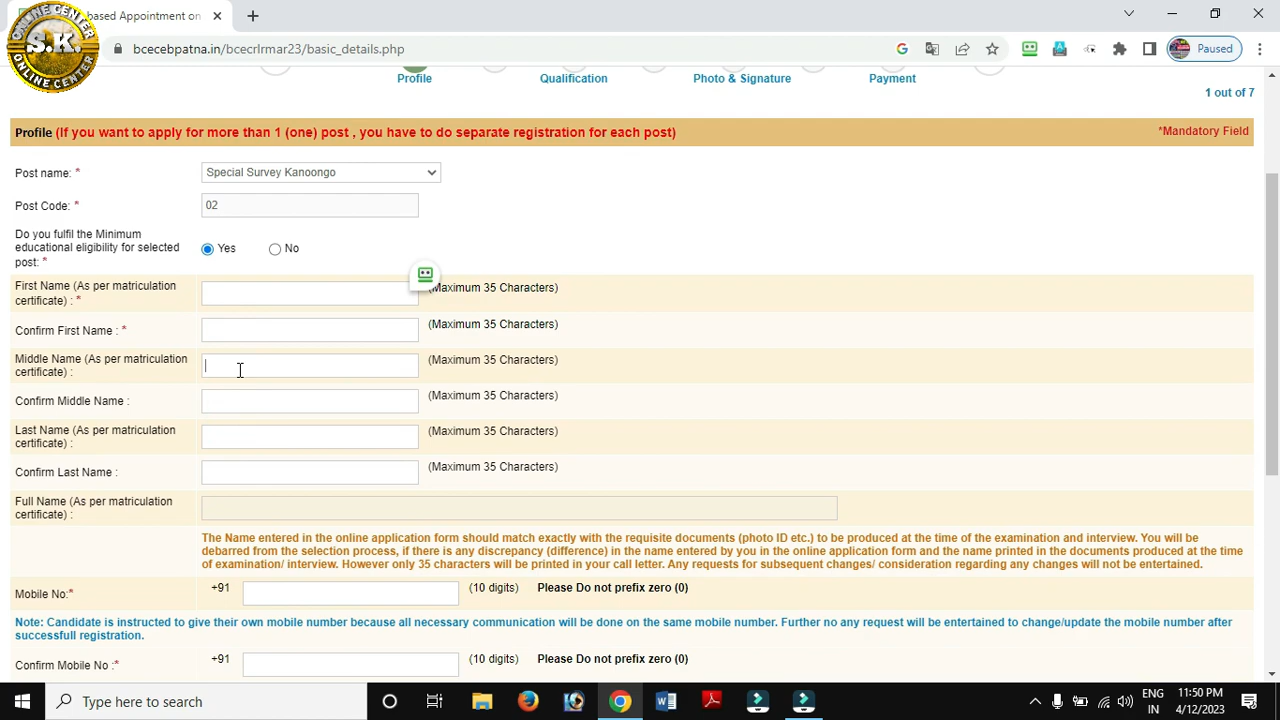 ONLINE CENTER
S.K.
ONLINE CENTER
based Appointment on
bcecebpatna.in/bcecrlrmar23/basic_details.php
Paused
Profile
Qualification
Photo & Signature
Payment
1 out of 7
Profile (If you want to apply for more than 1 (one) post , you have to do separate registration for each post)
*Mandatory Field
Post name: *
Special Survey Kanoongo
Post Code: *
02
Do you fulfil the Minimum
educational eligibility for selected
post: *
Yes
No
First Name (As per matriculation
certificate) : *
(Maximum 35 Characters)
Confirm First Name : *
(Maximum 35 Characters)
Middle Name (As per matriculation
certificate) :
(Maximum 35 Characters)
Confirm Middle Name :
(Maximum 35 Characters)
Last Name (As per matriculation
certificate) :
(Maximum 35 Characters)
Confirm Last Name :
(Maximum 35 Characters)
Full Name (As per matriculation
certificate) :
The Name entered in the online application form should match exactly with the requisite documents (photo ID etc.) to be produced at the time of the examination and interview. You will be
debarred from the selection process, if there is any discrepancy (difference) in the name entered by you in the online application form and the name printed in the documents produced at the time
of examination/ interview. However only 35 characters will be printed in your call letter. Any requests for subsequent changes/ consideration regarding any changes will not be entertained.
Mobile No:*
+91
(10 digits)
Please Do not prefix zero (0)
Note: Candidate is instructed to give their own mobile number because all necessary communication will be done on the same mobile number. Further no any request will be entertained to change/update the mobile number after
successfull registration.
Confirm Mobile No :*
+91
(10 digits)
Please Do not prefix zero (0)
Type here to search
ENG
IN
11:50 PM
4/12/2023